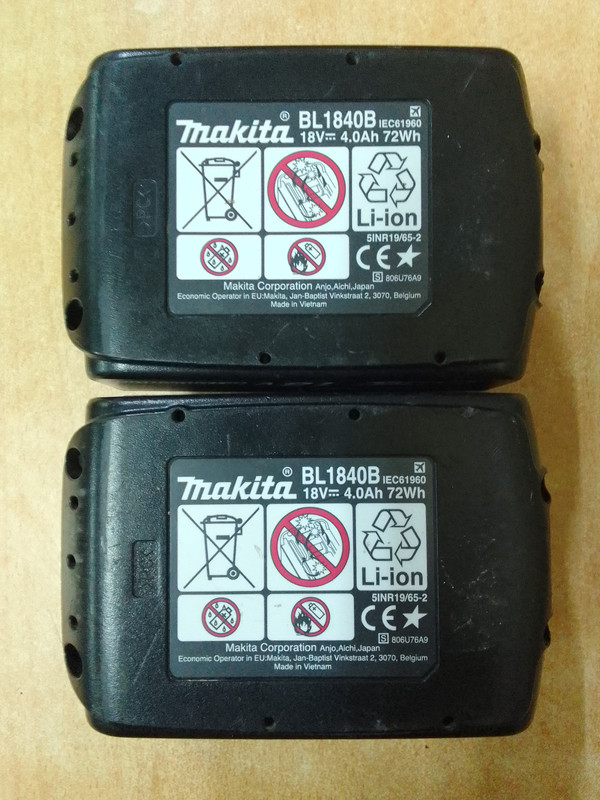 makita®
BL1840B IEC61960
18V⎓ 4.0Ah 72Wh
Li-ion
5INR19/65-2
CE
S 806U76A9
Makita Corporation Anjo,Aichi,Japan
Economic Operator in EU:Makita, Jan-Baptist Vinkstraat 2, 3070, Belgium
Made in Vietnam
makita®
BL1840B IEC61960
18V⎓ 4.0Ah 72Wh
Li-ion
5INR19/65-2
CE
S 806U76A9
Makita Corporation Anjo,Aichi,Japan
Economic Operator in EU:Makita, Jan-Baptist Vinkstraat 2, 3070, Belgium
Made in Vietnam